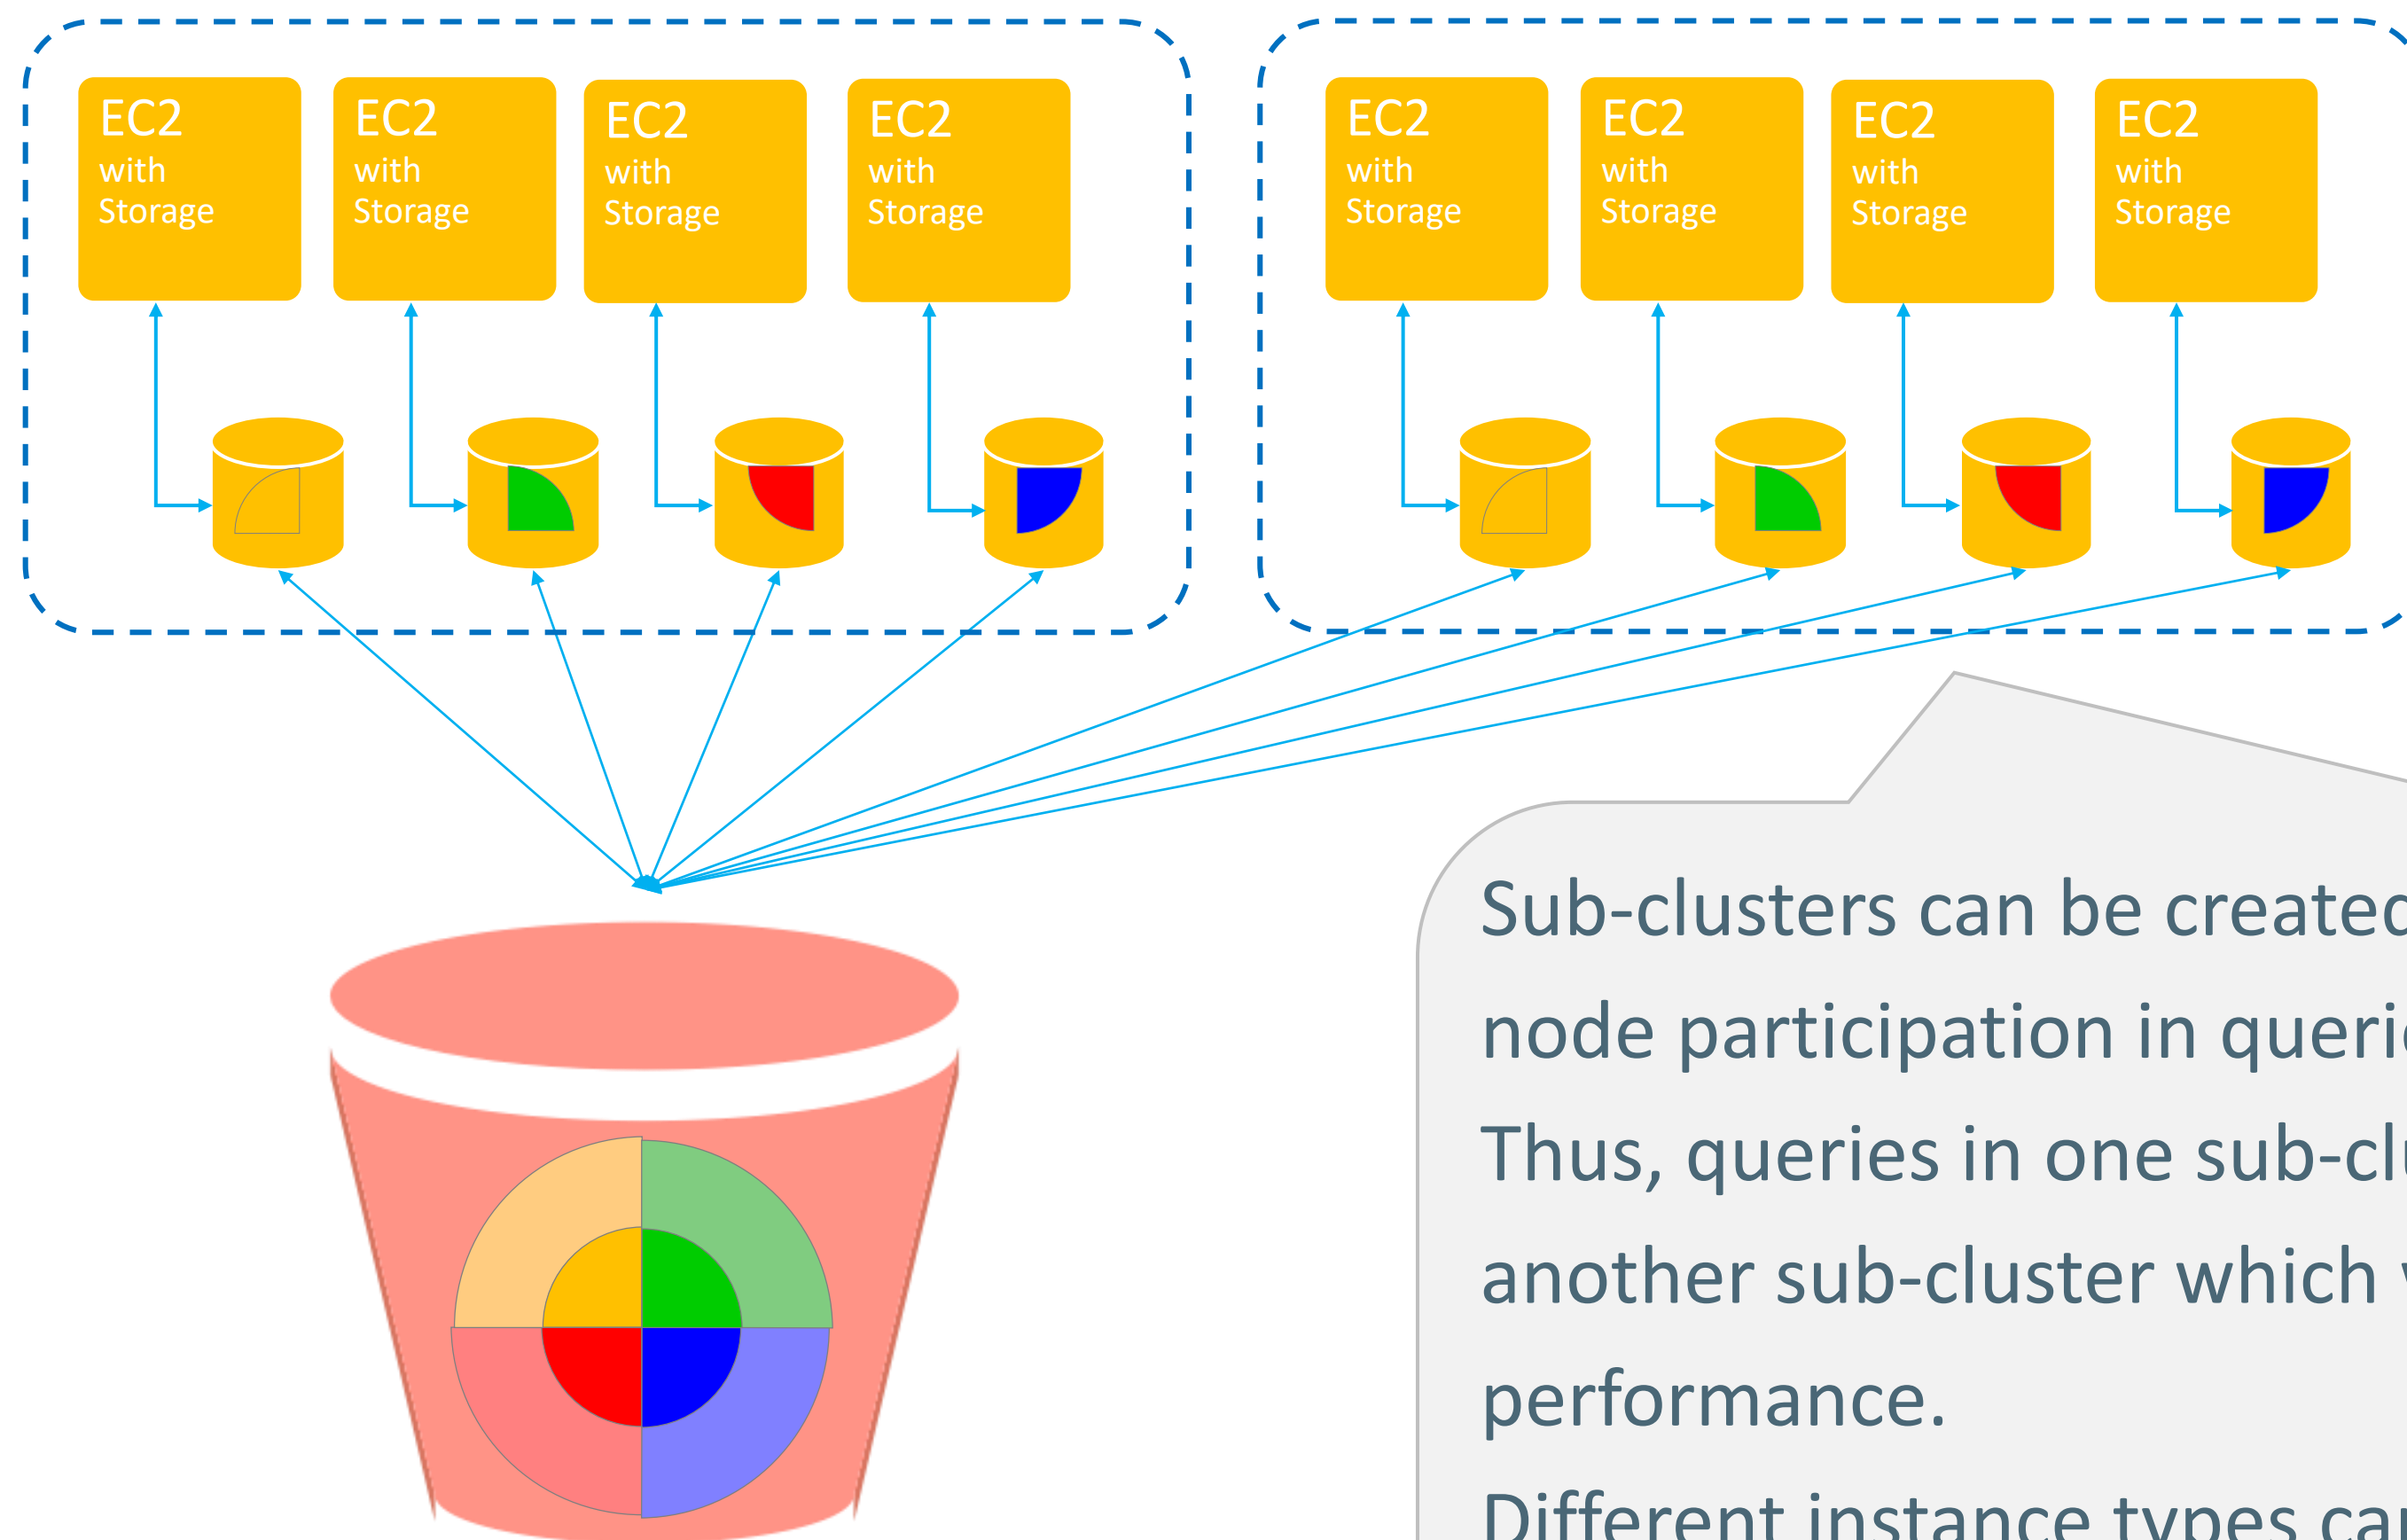 EC2
with
Storage
EC2
with
Storage
EC2
with
Storage
EC2
with
Storage
EC2
with
Storage
EC2
with
Storage
EC2
with
Storage
EC2
with
Storage
Sub-clusters can be created
node participation in queri
Thus, queries in one sub-cl
another sub-cluster which
performance.
Different instance types ca